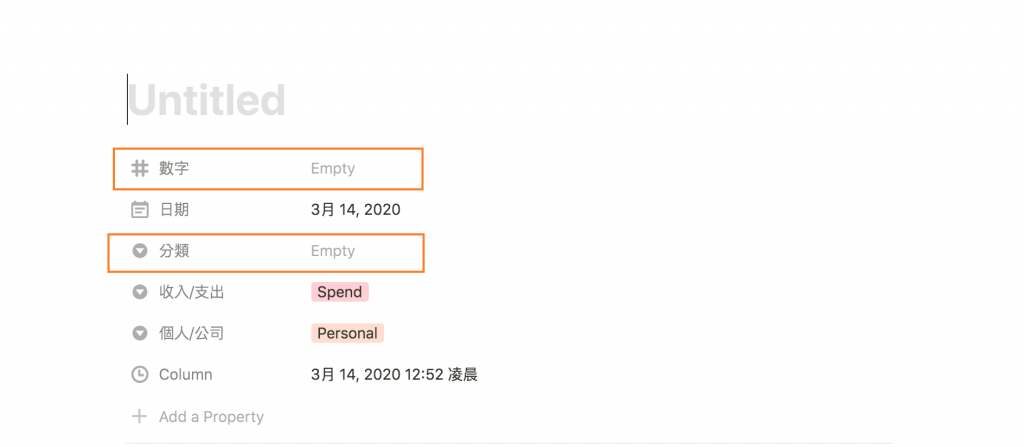 Untitled
數字 Empty
日期 3月 14, 2020
分類 Empty
收入/支出 Spend
個人/公司 Personal
Column 3月 14, 2020 12:52 凌晨
Add a Property